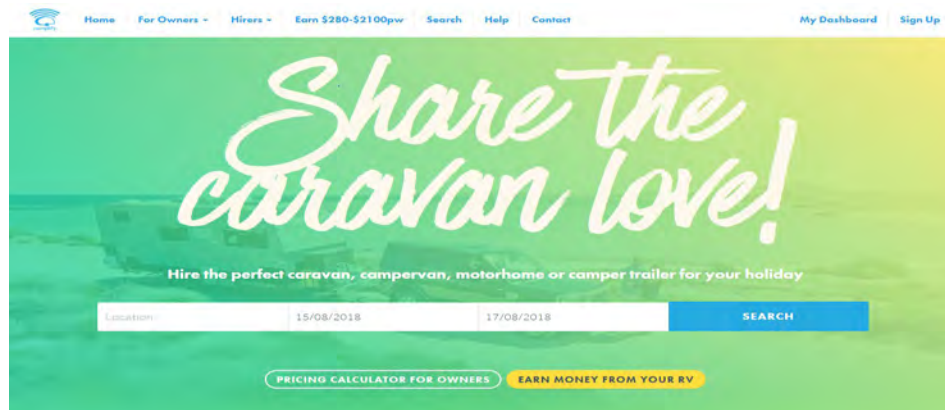 Home For Owners Hirers Earn $280-$2100pw Search Help Contact My Dashboard Sign Up
Share the
caravan love!
Hire the perfect caravan, campervan, motorhome or camper trailer for your holiday
Location 15/08/2018 17/08/2018 SEARCH
PRICING CALCULATOR FOR OWNERS EARN MONEY FROM YOUR RV